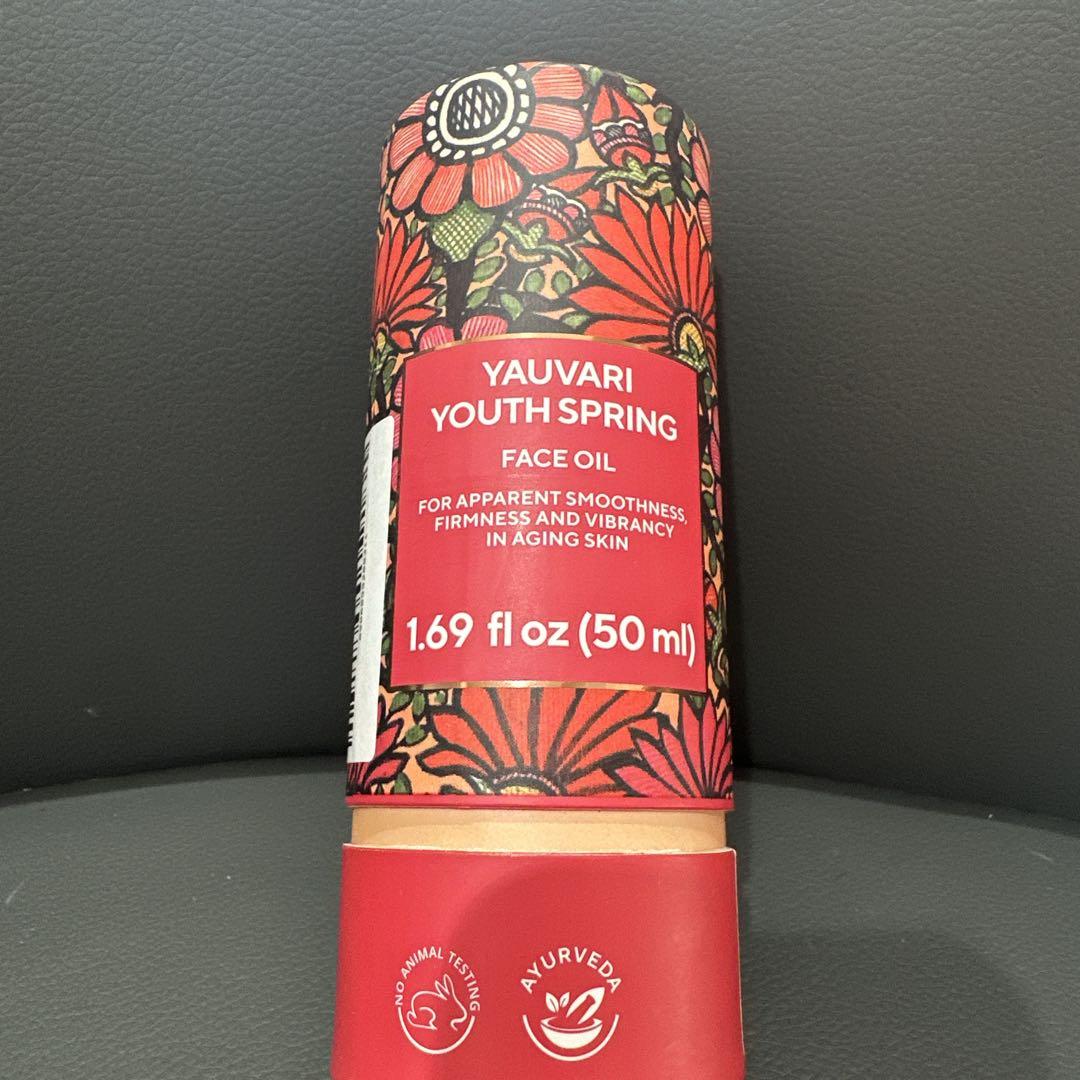 YAUVARI
YOUTH SPRING
FACE OIL
FOR APPARENT SMOOTHNESS,
FIRMNESS AND VIBRANCY
IN AGING SKIN
1.69 fl oz (50 ml)
NO ANIMAL TESTING
AYURVEDA